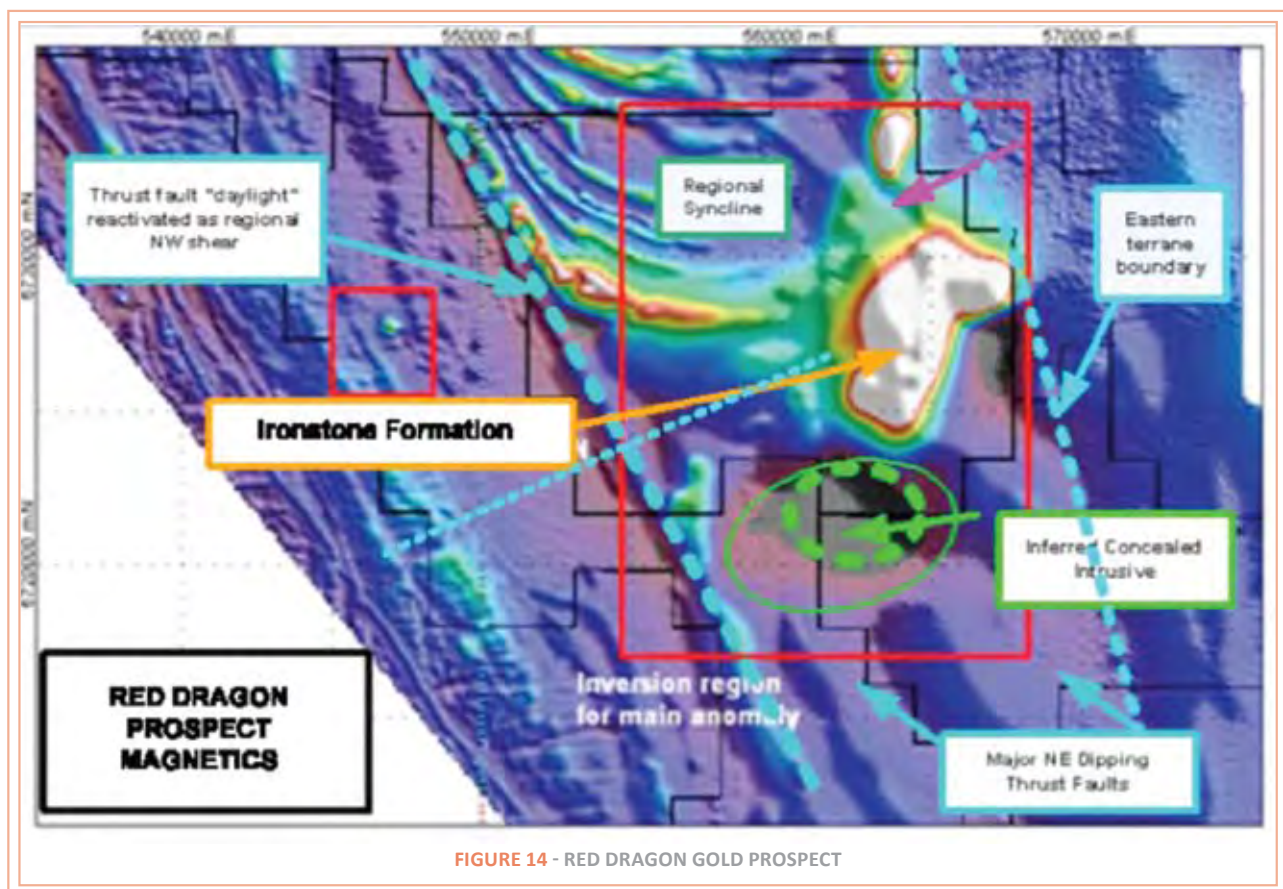 540000 mE
550000 mE
560000 mE
570000 mE
Thrust fault "daylight"
reactivated as regional
NW shear
Regional
Syncline
Eastern
terrane
boundary
Ironstone Formation
Inferred Concealed
Intrusive
6720000 mN
RED DRAGON
PROSPECT
MAGNETICS
Inversion region
for main anomaly
Major NE Dipping
Thrust Faults
FIGURE 14 - RED DRAGON GOLD PROSPECT